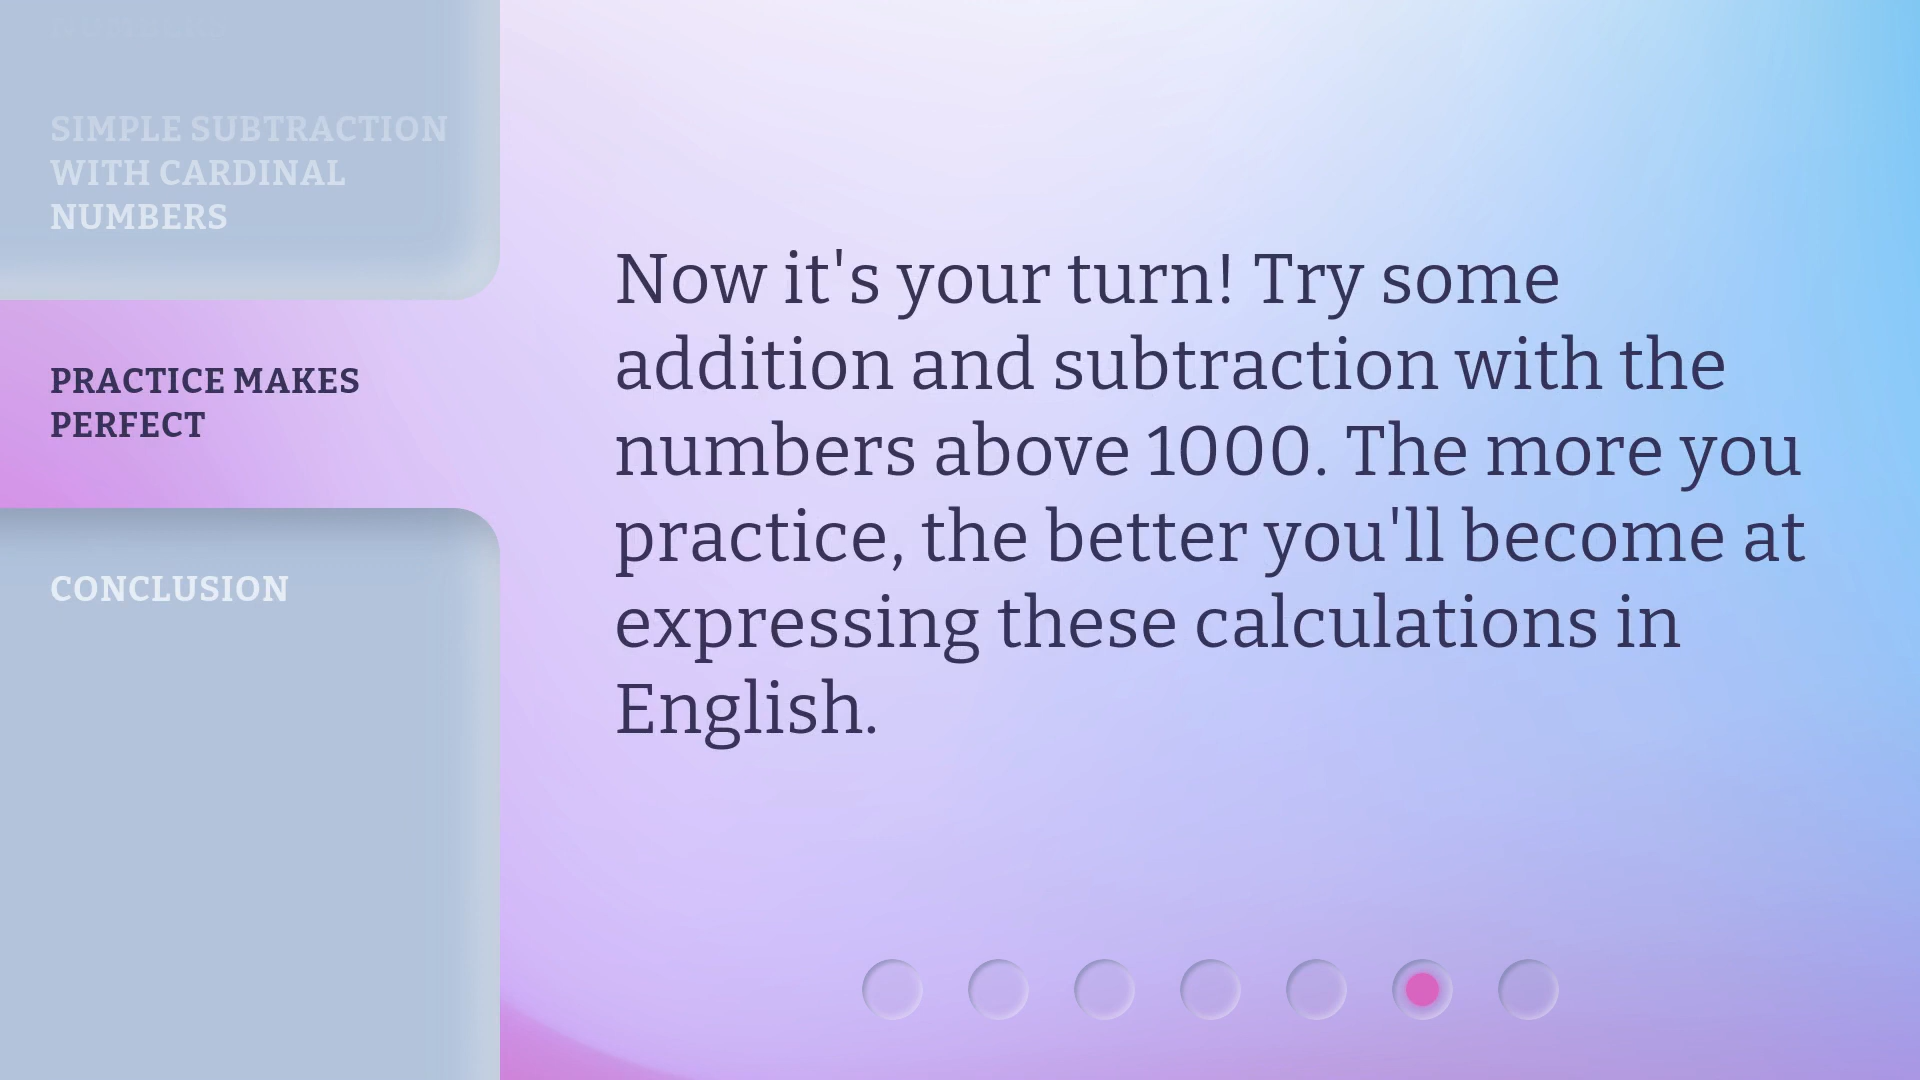 SIMPLE SUBTRACTION
WITH CARDINAL
NUMBERS
PRACTICE MAKES
PERFECT
CONCLUSION
Now it's your turn! Try some
addition and subtraction with the
numbers above 1000. The more you
practice, the better you'll become at
expressing these calculations in
English.